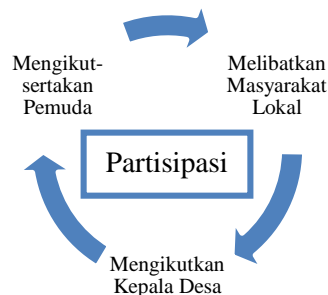 Mengikut-
sertakan
Pemuda
Melibatkan
Masyarakat
Lokal
Partisipasi
Mengikutkan
Kepala Desa